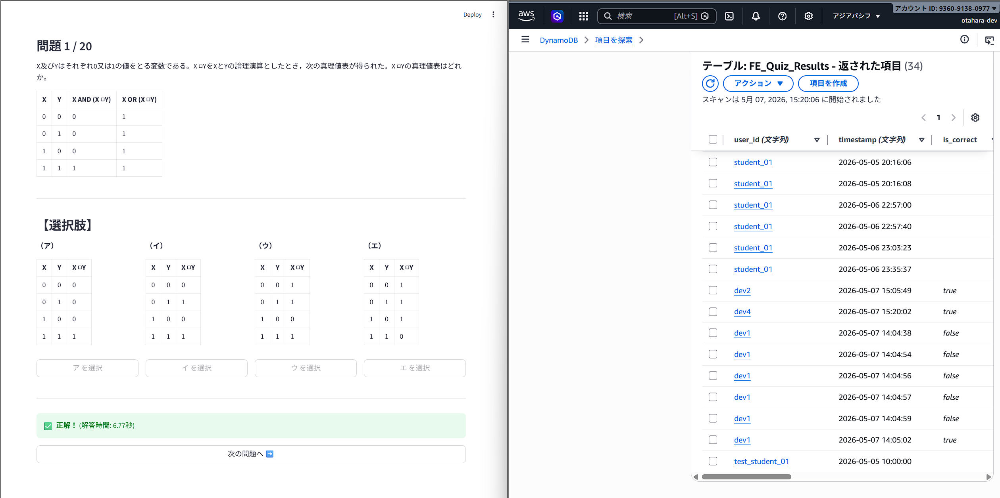 Deploy
問題 1 / 20
X及びYはそれぞれ0又は1の値をとる変数である。X □YをXとYの論理演算としたとき，次の真理値表が得られた。X □Yの真理値表はどれ
か。
X Y X AND (X □Y) X OR (X □Y)
0 0 0 1
0 1 0 1
1 0 0 1
1 1 1 1
【選択肢】
（ア） （イ） （ウ） （エ）
X Y X □Y X Y X □Y X Y X □Y X Y X □Y
0 0 0 0 0 0 0 0 1 0 0 1
0 1 0 0 1 1 0 1 1 0 1 1
1 0 0 1 0 0 1 0 0 1 0 1
1 1 1 1 1 1 1 1 1 1 1 0
ア を選択 イ を選択 ウ を選択 エ を選択
✅ 正解！ (解答時間: 6.77秒)
次の問題へ ➡️
aws 検索 [Alt+S] アジアパシフ ▼ アカウント ID: 9360-9138-0977 ▼
otahara-dev
DynamoDB > 項目を探索 >
テーブル: FE_Quiz_Results - 返された項目 (34)
アクション ▼ 項目を作成
スキャンは 5月 07, 2026, 15:20:06 に開始されました
< 1 >
user_id (文字列) timestamp (文字列) is_correct
student_01 2026-05-05 20:16:06
student_01 2026-05-05 20:16:08
student_01 2026-05-06 22:57:00
student_01 2026-05-06 22:57:40
student_01 2026-05-06 23:03:23
student_01 2026-05-06 23:35:37
dev2 2026-05-07 15:05:49 true
dev4 2026-05-07 15:20:02 true
dev1 2026-05-07 14:04:38 false
dev1 2026-05-07 14:04:54 false
dev1 2026-05-07 14:04:56 false
dev1 2026-05-07 14:04:57 false
dev1 2026-05-07 14:04:59 false
dev1 2026-05-07 14:05:02 true
test_student_01 2026-05-05 10:00:00